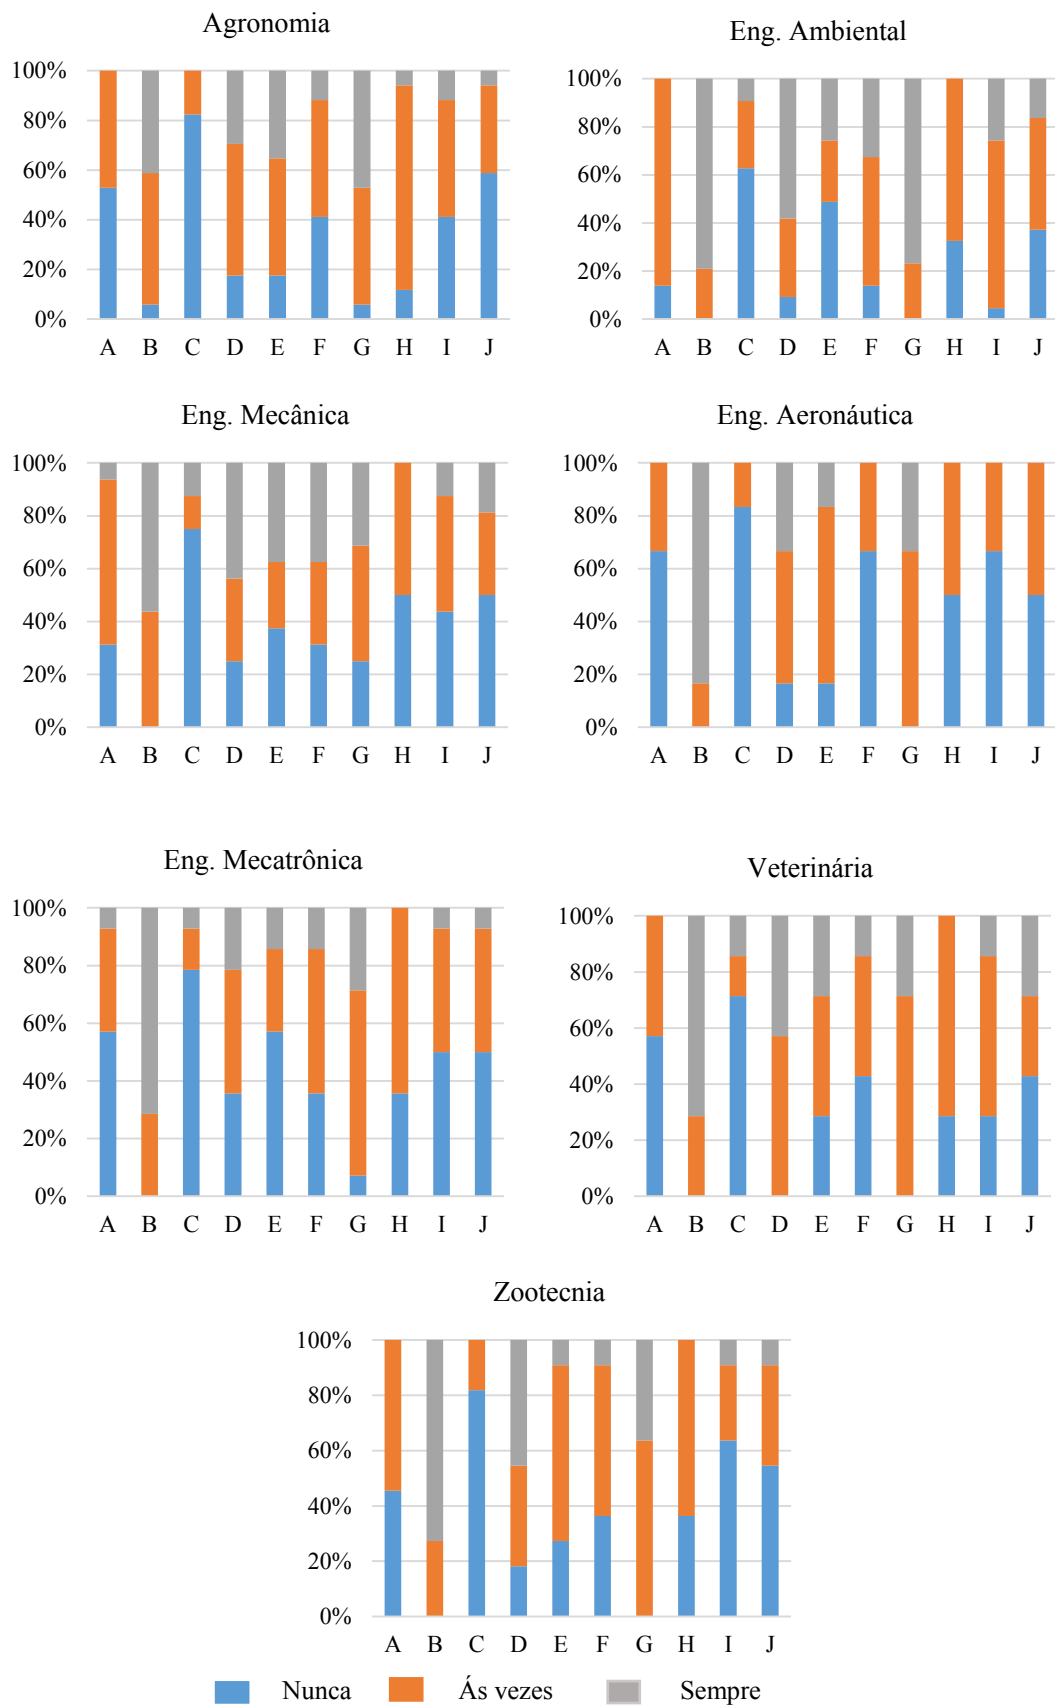 Agronomia
100%
80%
60%
40%
20%
0%
A B C D E F G H I J
Eng. Ambiental
100%
80%
60%
40%
20%
0%
A B C D E F G H I J
Eng. Mecânica
100%
80%
60%
40%
20%
0%
A B C D E F G H I J
Eng. Aeronáutica
100%
80%
60%
40%
20%
0%
A B C D E F G H I J
Eng. Mecatrônica
100%
80%
60%
40%
20%
0%
A B C D E F G H I J
Veterinária
100%
80%
60%
40%
20%
0%
A B C D E F G H I J
Zootecnia
100%
80%
60%
40%
20%
0%
A B C D E F G H I J
Nunca Ás vezes Sempre